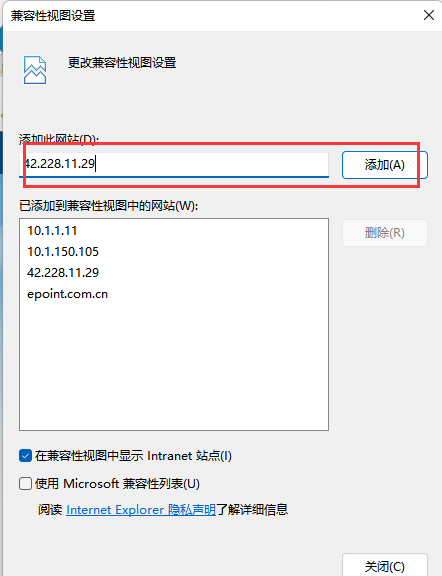 兼容性视图设置
更改兼容性视图设置
添加此网站(D):
42.228.11.29
添加(A)
已添加到兼容性视图中的网站(W):
10.1.1.11
10.1.150.105
42.228.11.29
epoint.com.cn
删除(R)
在兼容性视图中显示 Intranet 站点(I)
使用 Microsoft 兼容性列表(U)
阅读 Internet Explorer 隐私声明了解详细信息
关闭(C)